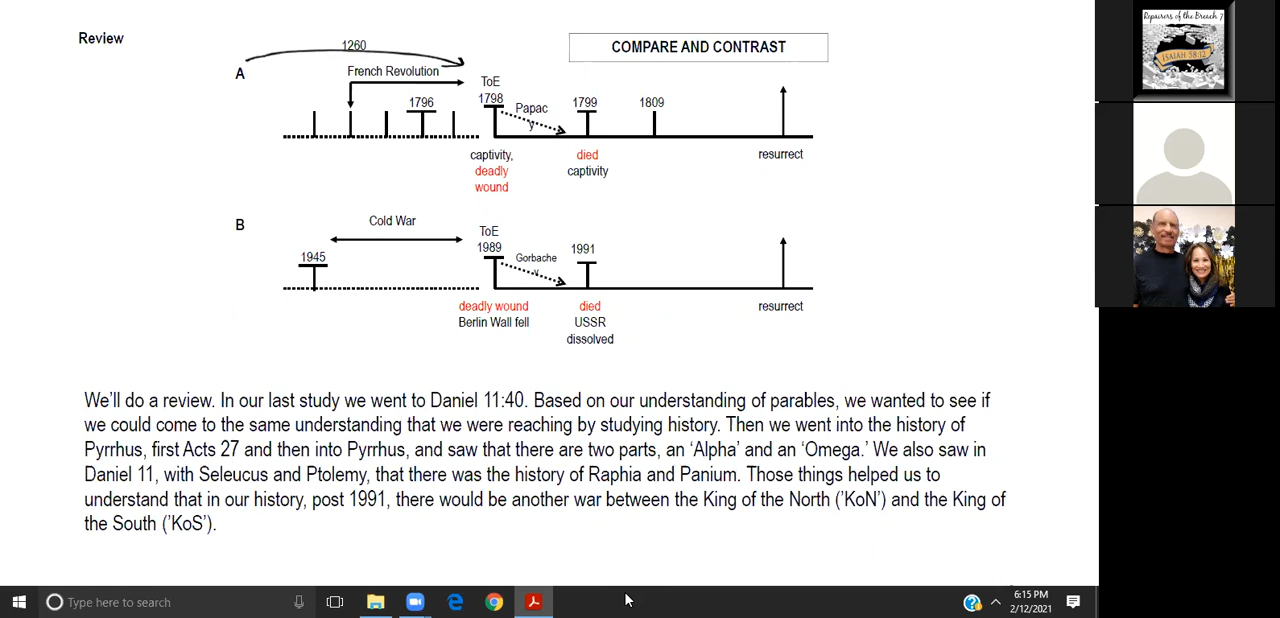 Review
COMPARE AND CONTRAST
1260
A
French Revolution
ToE
1796
1798
Papac
y
1799
1809
captivity,
deadly
wound
died
captivity
resurrect
B
Cold War
ToE
1945
1989
Gorbache
v
1991
deadly wound
Berlin Wall fell
died
USSR
dissolved
resurrect
We'll do a review. In our last study we went to Daniel 11:40. Based on our understanding of parables, we wanted to see if
we could come to the same understanding that we were reaching by studying history. Then we went into the history of
Pyrrhus, first Acts 27 and then into Pyrrhus, and saw that there are two parts, an ‘Alpha’ and an ‘Omega.’ We also saw in
Daniel 11, with Seleucus and Ptolemy, that there was the history of Raphia and Panium. Those things helped us to
understand that in our history, post 1991, there would be another war between the King of the North (’KoN’) and the King of
the South (’KoS’).
Repairers of the Breach 7
ISAIAH 58:12
Type here to search
6:15 PM
2/12/2021